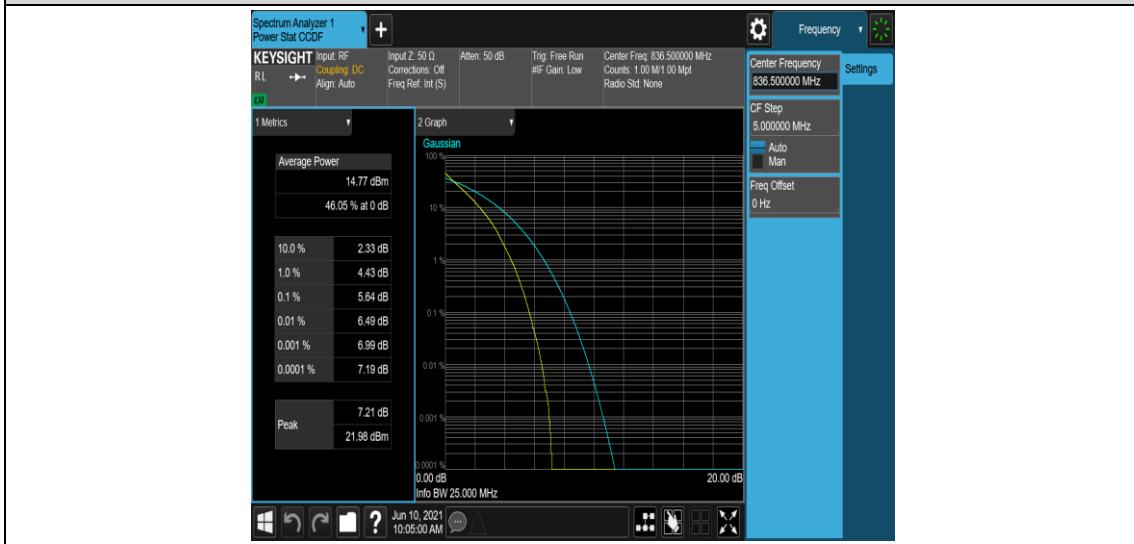 Spectrum Analyzer 1
Power Stat CCDF
Frequency
KEYSIGHT
Input: RF
Coupling: DC
Align: Auto
RL
Input Z: 50 Ω
Corrections: Off
Freq Ref: Int (S)
Atten: 50 dB
Trig: Free Run
#IF Gain: Low
Center Freq: 836.500000 MHz
Counts: 1.00 M/1.00 Mpt
Radio Std: None
Center Frequency
836.500000 MHz
Settings
CF Step
5.000000 MHz
Auto
Man
Freq Offset
0 Hz
1 Metrics
Average Power
14.77 dBm
46.05 % at 0 dB
10.0 % 2.33 dB
1.0 % 4.43 dB
0.1 % 5.64 dB
0.01 % 6.49 dB
0.001 % 6.99 dB
0.0001 % 7.19 dB
Peak
7.21 dB
21.98 dBm
2 Graph
Gaussian
100 %
10 %
1 %
0.1 %
0.01 %
0.001 %
0.0001 %
0.00 dB 20.00 dB
Info BW 25.000 MHz
?
Jun 10, 2021
10:05:00 AM